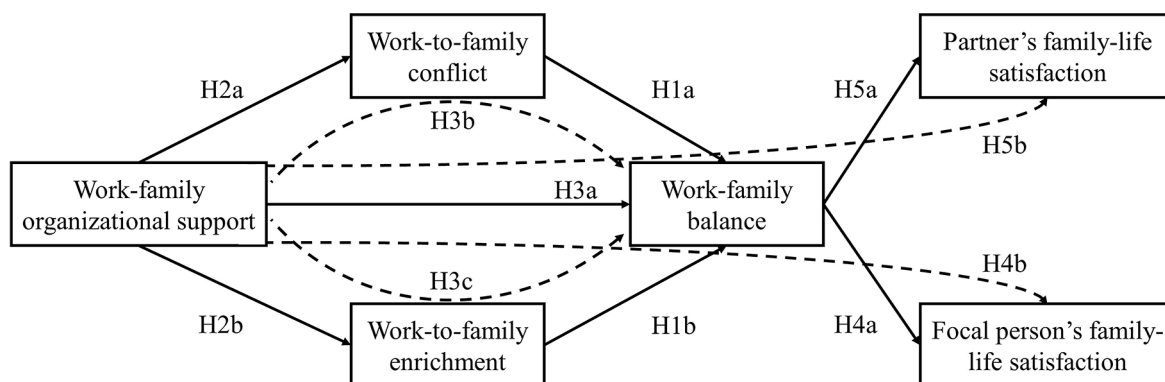 Work-to-family
conflict
Partner’s family-life
satisfaction
H2a
H1a
H5a
H3b
H5b
Work-family
organizational support
H3a
Work-family
balance
H3c
H4b
H2b
H1b
H4a
Work-to-family
enrichment
Focal person’s family-
life satisfaction